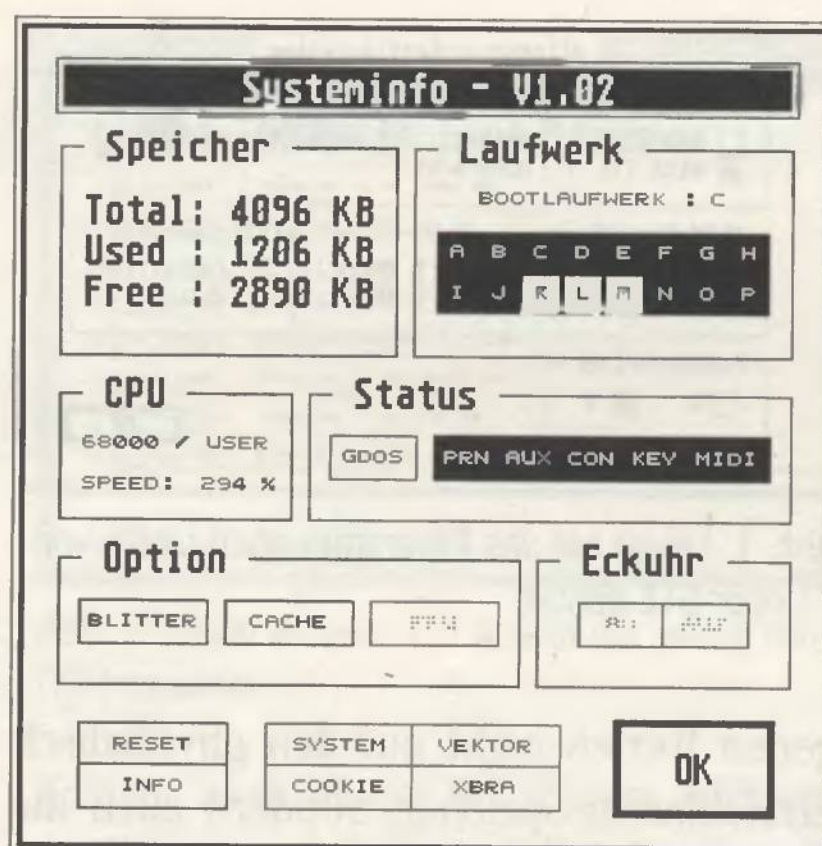 Systeminfo - V1.02
Speicher
Total: 4096 KB
Used : 1206 KB
Free : 2890 KB
Laufwerk
BOOTLAUFWERK : C
A B C D E F G H
I J K L M N O P
CPU
68000 / USER
SPEED: 294 %
Status
GDOS
PRN AUX CON KEY MIDI
Option
BLITTER CACHE
Eckuhr
RESET
INFO
SYSTEM VEKTOR
COOKIE XBRA
OK